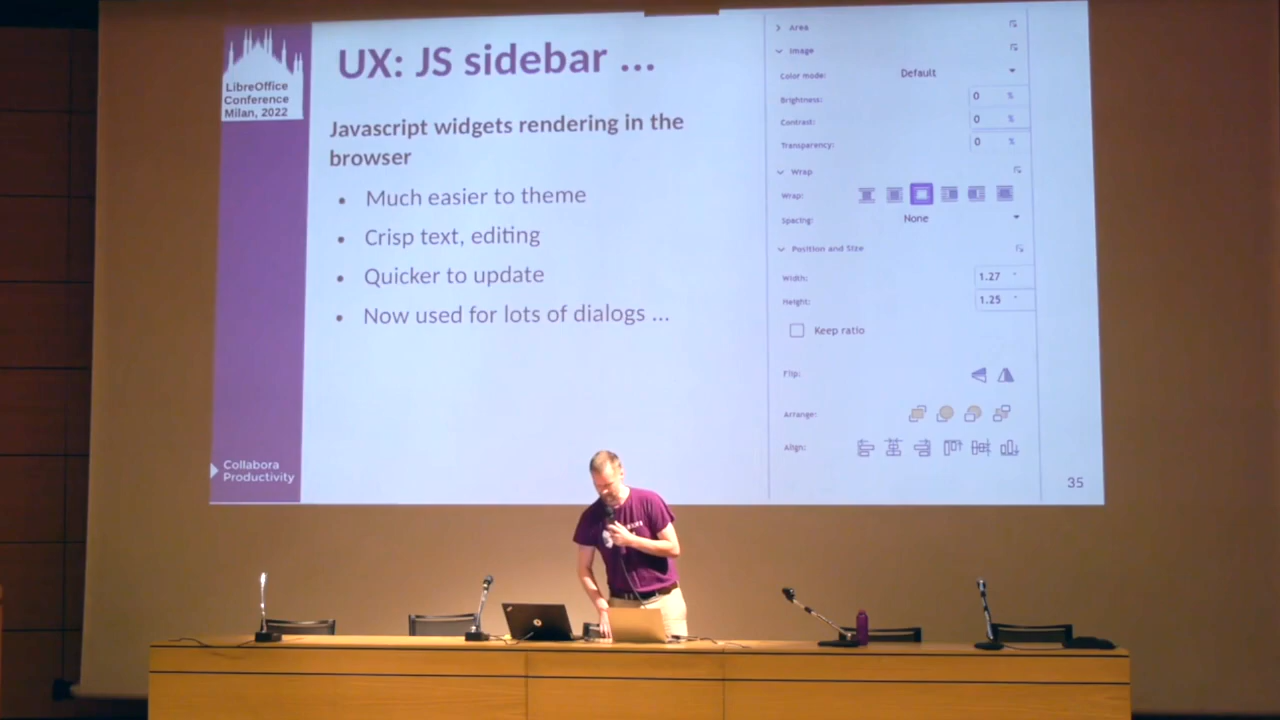 LibreOffice
Conference
Milan, 2022
UX: JS sidebar ...
Javascript widgets rendering in the
browser
• Much easier to theme
• Crisp text, editing
• Quicker to update
• Now used for lots of dialogs ...
Collabora
Productivity
Area
Image
Color mode: Default
Brightness: 0 %
Contrast: 0 %
Transparency: 0 %
Wrap
Wrap:
Spacing: None
Position and Size
Width: 1.27 "
Height: 1.25 "
Keep ratio
Flip:
Arrange:
Align:
35